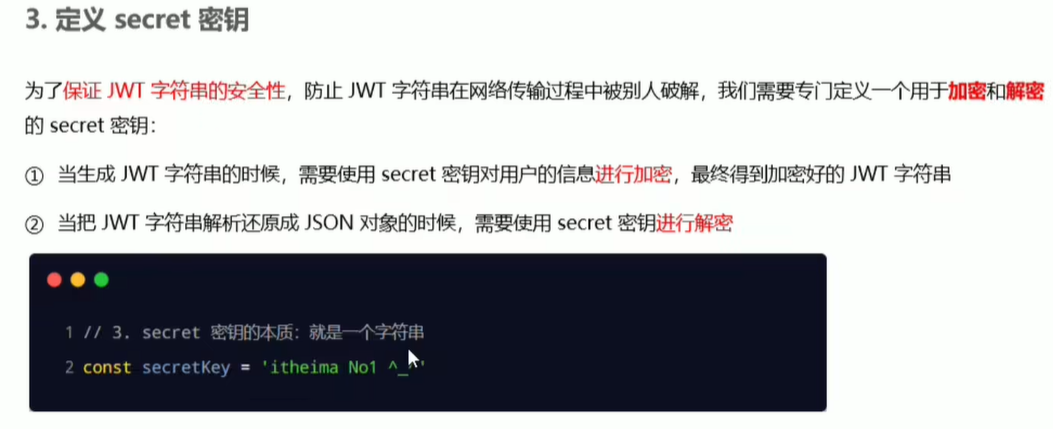 3. 定义 secret 密钥
为了保证 JWT 字符串的安全性，防止 JWT 字符串在网络传输过程中被别人破解，我们需要专门定义一个用于加密和解密
的 secret 密钥：
① 当生成 JWT 字符串的时候，需要使用 secret 密钥对用户的信息进行加密，最终得到加密好的 JWT 字符串
② 当把 JWT 字符串解析还原成 JSON 对象的时候，需要使用 secret 密钥进行解密
1 // 3. secret 密钥的本质：就是一个字符串
2 const secretKey = 'itheima No1 ^_^'